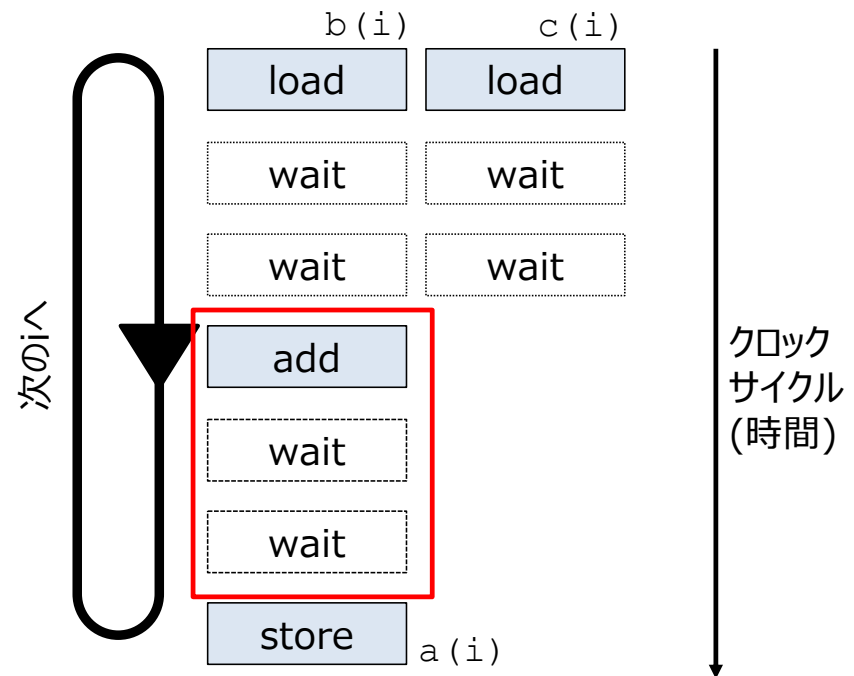 b(i) c(i)
load load
wait wait
wait wait
add
wait
wait
store
a(i)
次のiへ
クロック
サイクル
(時間)